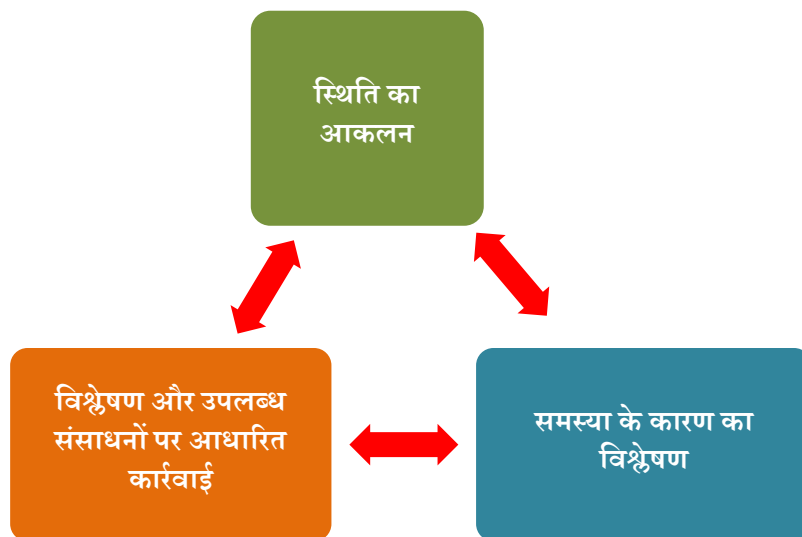 स्थिति का
आकलन
विश्लेषण और उपलब्ध
संसाधनों पर आधारित
कार्रवाई
समस्या के कारण का
विश्लेषण